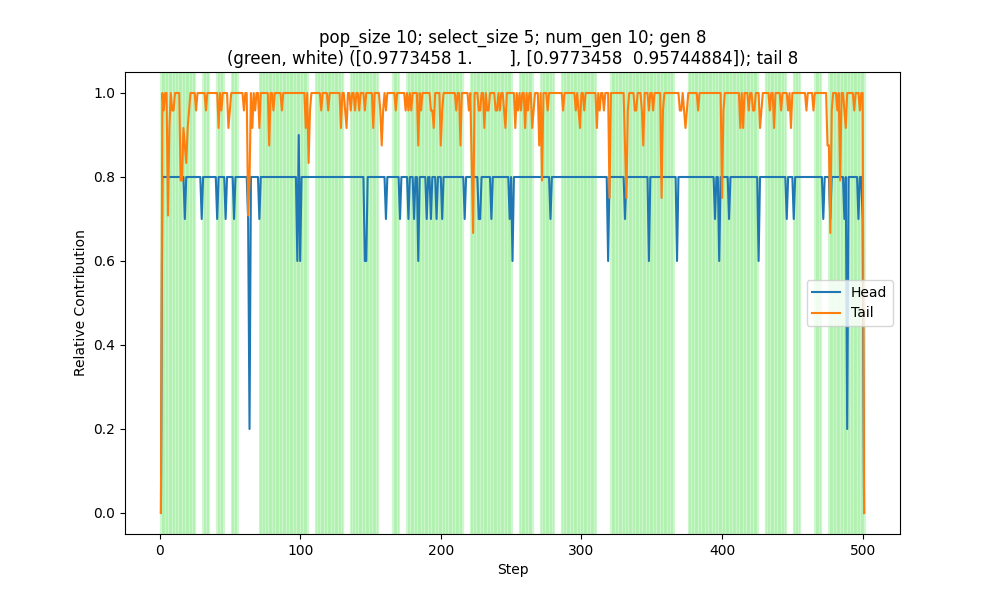 pop_size 10; select_size 5; num_gen 10; gen 8
(green, white) ([0.9773458 1.       ], [0.9773458  0.95744884]); tail 8
1.0
0.8
0.6
0.4
0.2
0.0
Relative Contribution
Head
Tail
0
100
200
300
400
500
Step